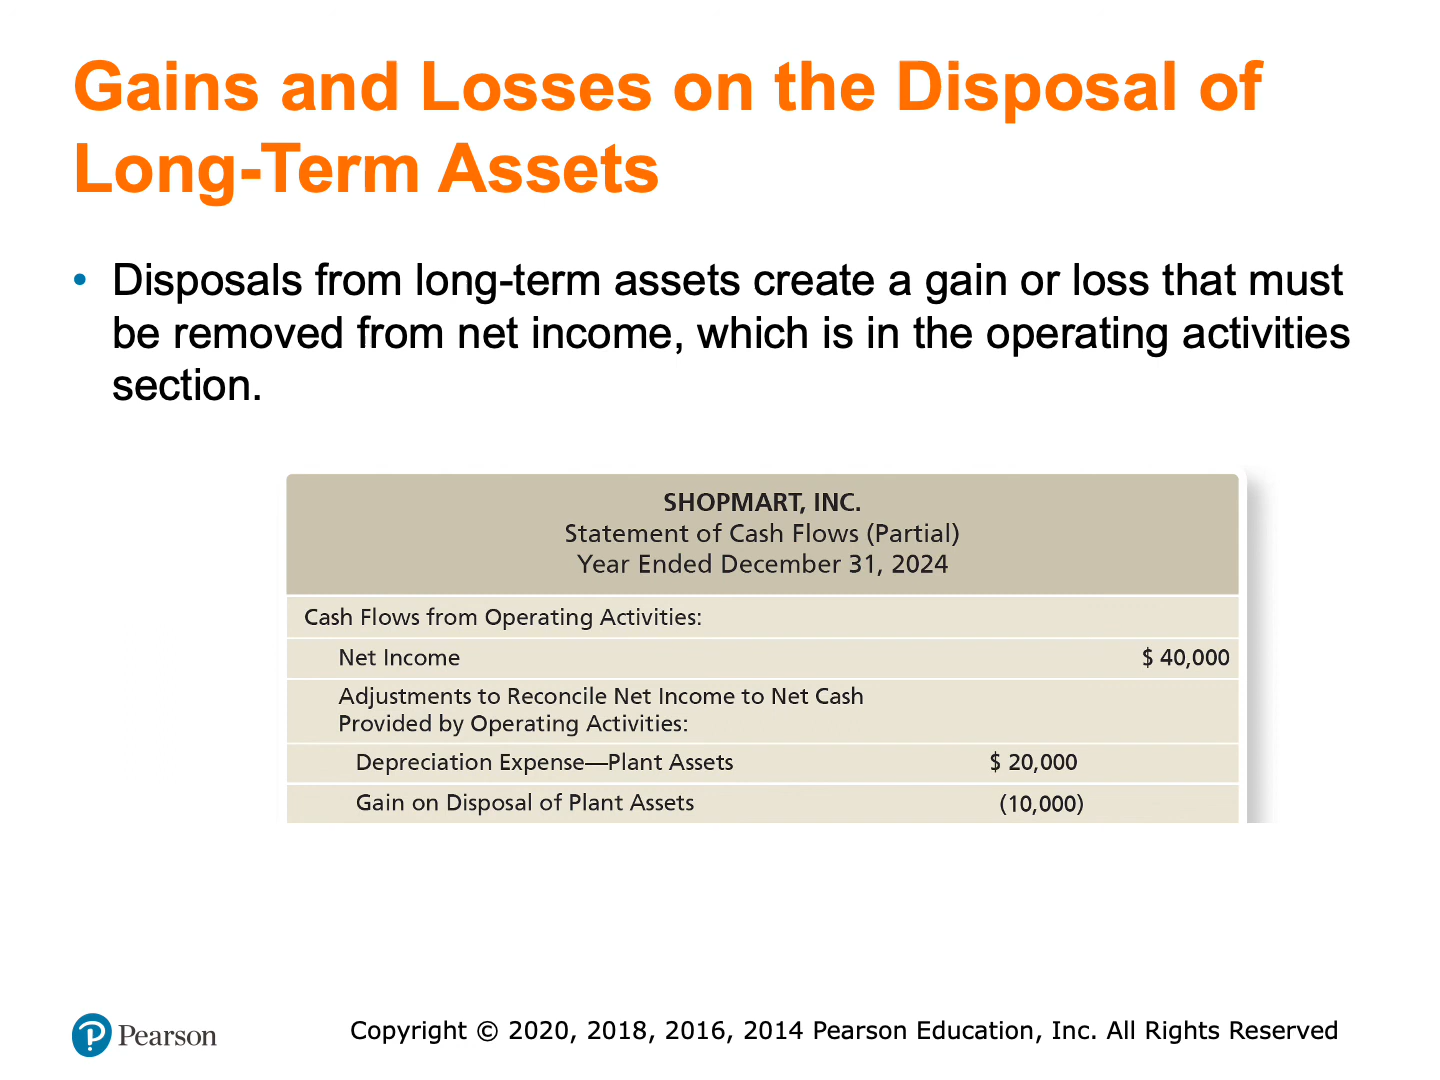 Gains and Losses on the Disposal of
Long-Term Assets
• Disposals from long-term assets create a gain or loss that must
be removed from net income, which is in the operating activities
section.
SHOPMART, INC.
Statement of Cash Flows (Partial)
Year Ended December 31, 2024
Cash Flows from Operating Activities:
Net Income $ 40,000
Adjustments to Reconcile Net Income to Net Cash
Provided by Operating Activities:
Depreciation Expense—Plant Assets $ 20,000
Gain on Disposal of Plant Assets (10,000)
Pearson
Copyright © 2020, 2018, 2016, 2014 Pearson Education, Inc. All Rights Reserved